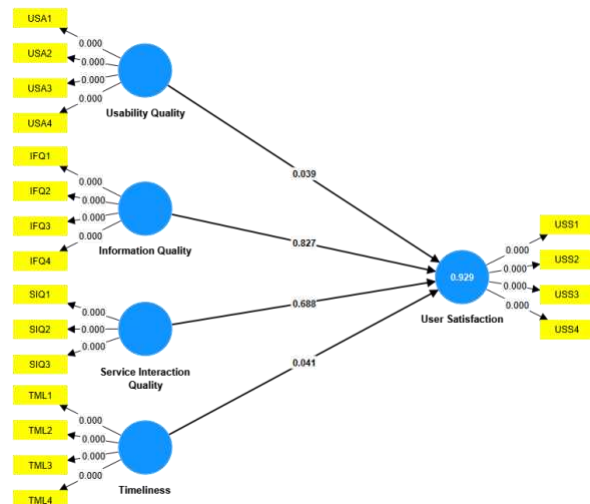 USA1
0.000
USA2
0.000
0.000
USA3
0.000
USA4
Usability Quality
IFQ1
0.000
IFQ2
0.000
0.000
IFQ3
0.000
IFQ4
Information Quality
SIQ1
0.000
SIQ2
0.000
0.000
SIQ3
Service Interaction
Quality
TML1
0.000
TML2
0.000
0.000
TML3
0.000
TML4
Timeliness
0.039
0.827
0.688
0.041
0.929
User Satisfaction
USS1
0.000
USS2
0.000
0.000
USS3
0.000
USS4